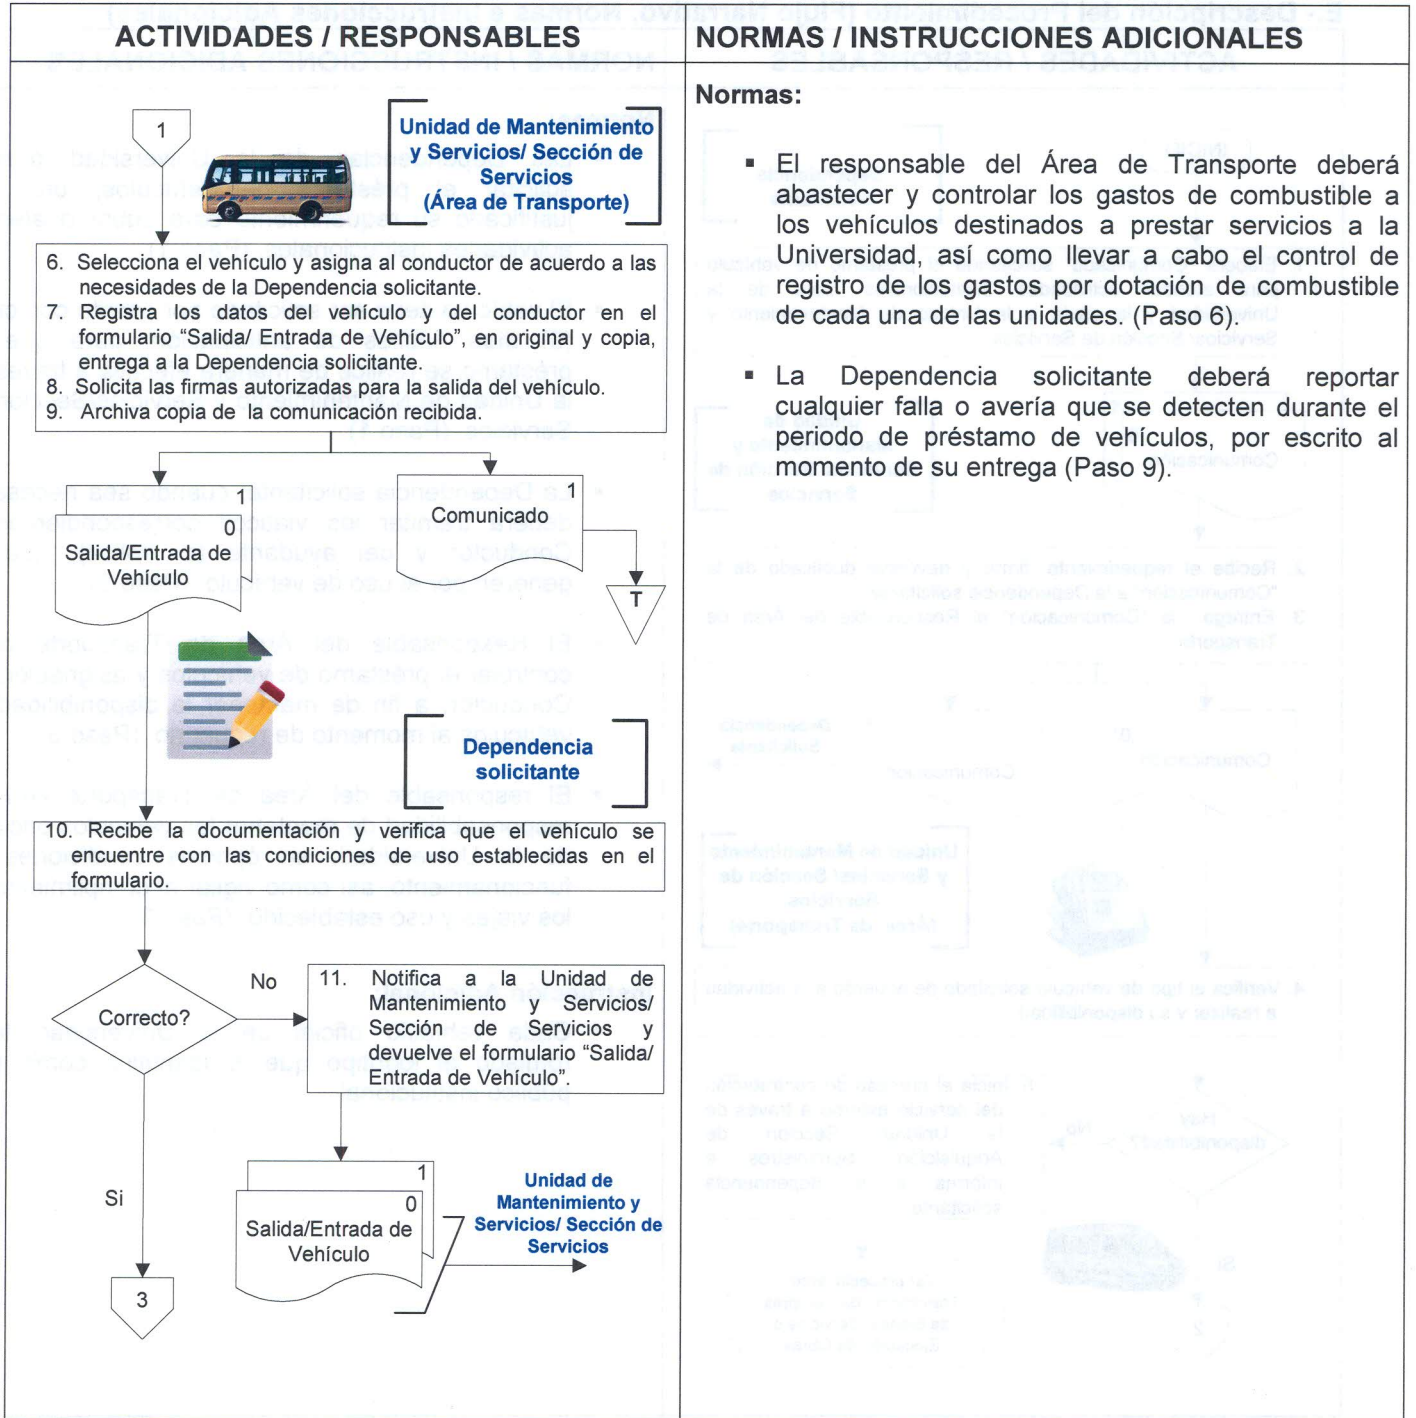 ACTIVIDADES / RESPONSABLES
NORMAS / INSTRUCCIONES ADICIONALES
1
Unidad de Mantenimiento
y Servicios/ Sección de
Servicios
(Área de Transporte)
6. Selecciona el vehículo y asigna al conductor de acuerdo a las
necesidades de la Dependencia solicitante.
7. Registra los datos del vehículo y del conductor en el
formulario “Salida/ Entrada de Vehículo”, en original y copia,
entrega a la Dependencia solicitante.
8. Solicita las firmas autorizadas para la salida del vehículo.
9. Archiva copia de la comunicación recibida.
1
0
Salida/Entrada de
Vehículo
1
Comunicado
T
Dependencia
solicitante
10. Recibe la documentación y verifica que el vehículo se
encuentre con las condiciones de uso establecidas en el
formulario.
Correcto?
No
11. Notifica a la Unidad de
Mantenimiento y Servicios/
Sección de Servicios y
devuelve el formulario “Salida/
Entrada de Vehículo”.
Si
1
0
Salida/Entrada de
Vehículo
Unidad de
Mantenimiento y
Servicios/ Sección de
Servicios
3
Normas:
▪ El responsable del Área de Transporte deberá
abastecer y controlar los gastos de combustible a
los vehículos destinados a prestar servicios a la
Universidad, así como llevar a cabo el control de
registro de los gastos por dotación de combustible
de cada una de las unidades. (Paso 6).
▪ La Dependencia solicitante deberá reportar
cualquier falla o avería que se detecten durante el
periodo de préstamo de vehículos, por escrito al
momento de su entrega (Paso 9).